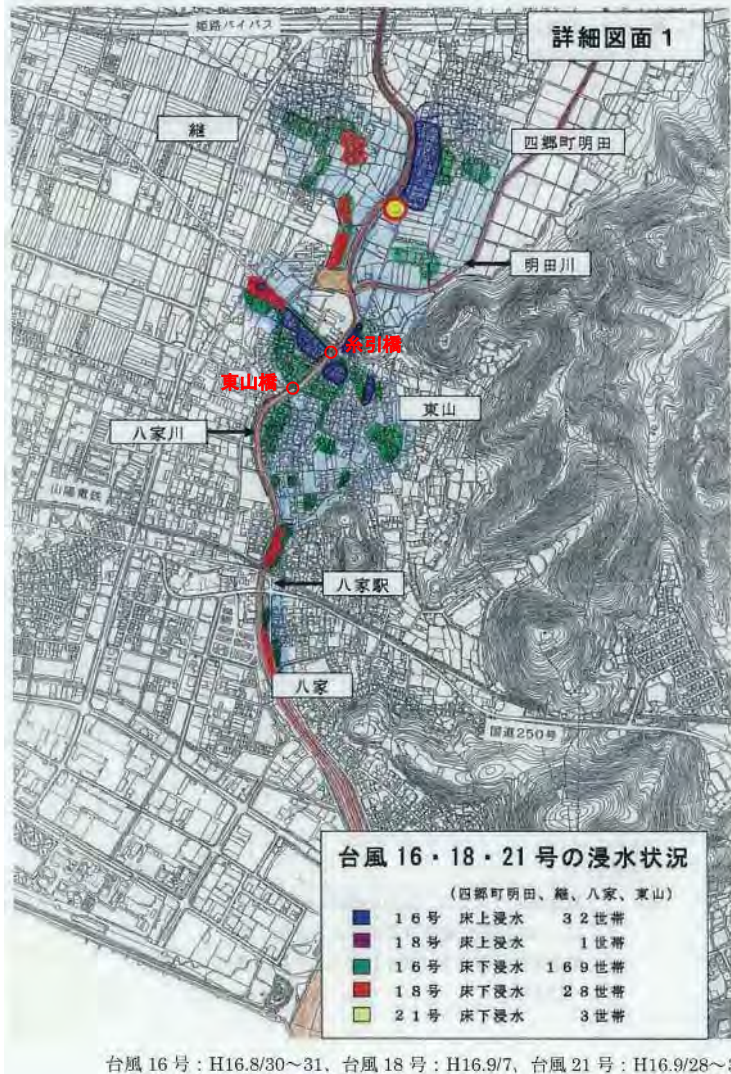 姫路バイパス
詳細図面1
継
四郷町明田
明田川
糸引橋
東山橋
東山
八家川
山陽電鉄
八家駅
八家
国道250号
台風16・18・21号の浸水状況
(四郷町明田、継、八家、東山)
16号 床上浸水 32世帯
18号 床上浸水 1世帯
16号 床下浸水 169世帯
18号 床下浸水 28世帯
21号 床下浸水 3世帯
台風 16 号：H16.8/30～31、台風 18 号：H16.9/7、台風 21 号：H16.9/28～